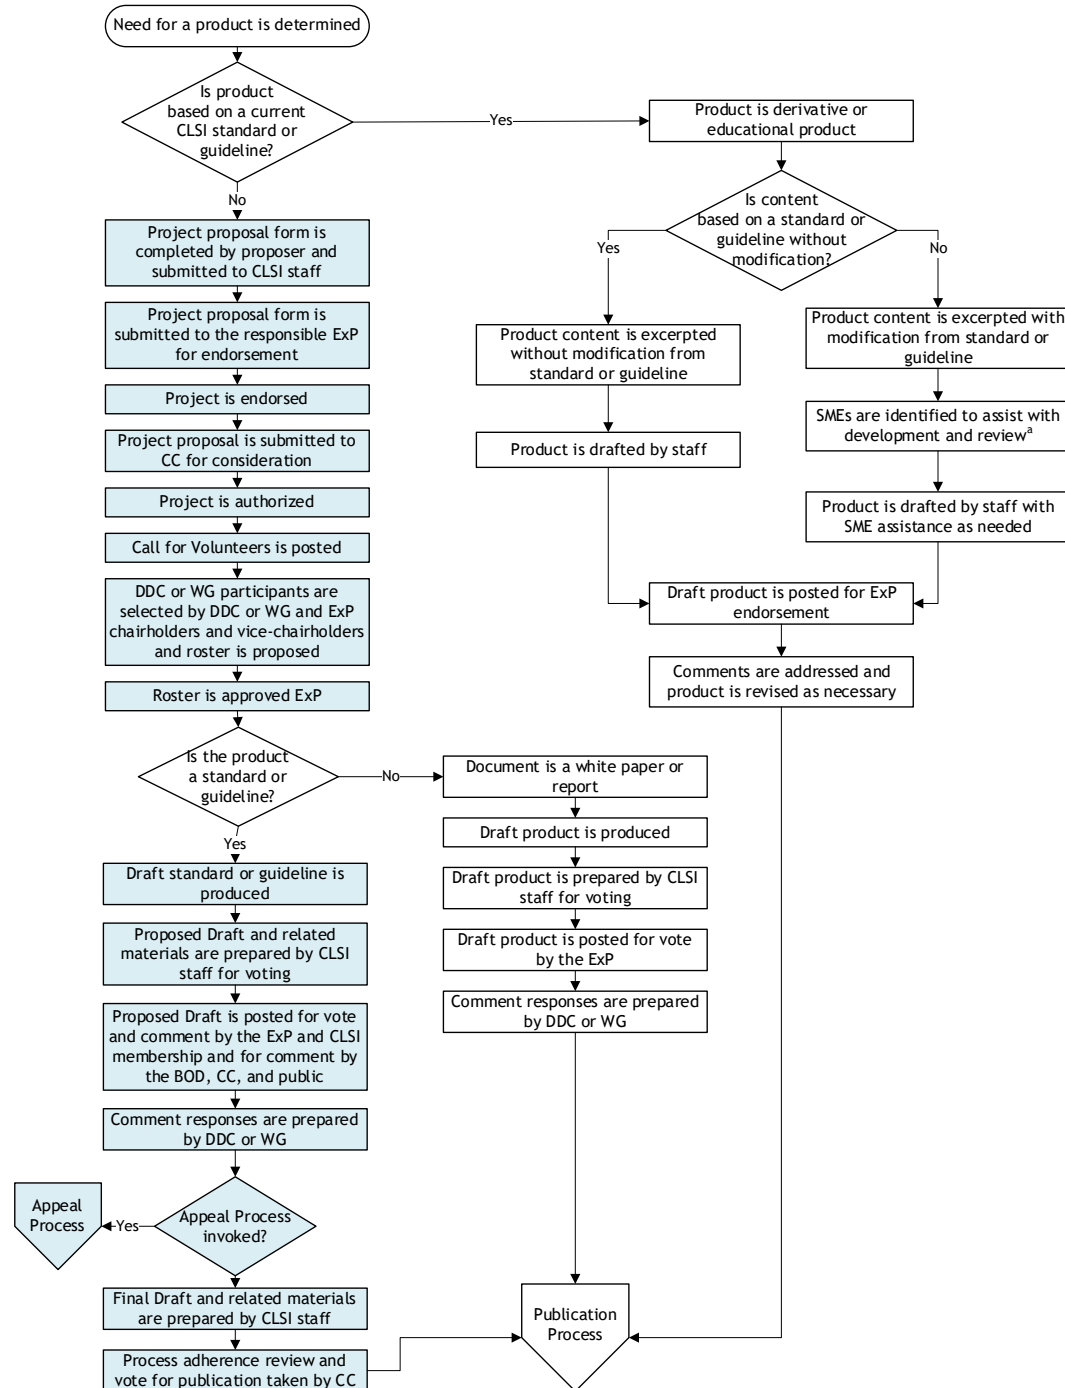 Need for a product is determined
Is product
based on a current
CLSI standard or
guideline?
Yes
Product is derivative or
educational product
No
Is content
based on a standard or
guideline without
modification?
Yes
No
Project proposal form is
completed by proposer and
submitted to CLSI staff
Project proposal form is
submitted to the responsible ExP
for endorsement
Project is endorsed
Project proposal is submitted to
CC for consideration
Project is authorized
Call for Volunteers is posted
DDC or WG participants are
selected by DDC or WG and ExP
chairholders and vice-chairholders
and roster is proposed
Roster is approved ExP
Product content is excerpted
without modification from
standard or guideline
Product is drafted by staff
Product content is excerpted with
modification from standard or
guideline
SMEs are identified to assist with
development and reviewᵃ
Product is drafted by staff with
SME assistance as needed
Draft product is posted for ExP
endorsement
Comments are addressed and
product is revised as necessary
Is the product
a standard or
guideline?
No
Document is a white paper or
report
Draft product is produced
Draft product is prepared by CLSI
staff for voting
Draft product is posted for vote
by the ExP
Comment responses are prepared
by DDC or WG
Yes
Draft standard or guideline is
produced
Proposed Draft and related
materials are prepared by CLSI
staff for voting
Proposed Draft is posted for vote
and comment by the ExP and CLSI
membership and for comment by
the BOD, CC, and public
Comment responses are prepared
by DDC or WG
Appeal Process
invoked?
Yes
Appeal
Process
Final Draft and related materials
are prepared by CLSI staff
Process adherence review and
vote for publication taken by CC
Publication
Process